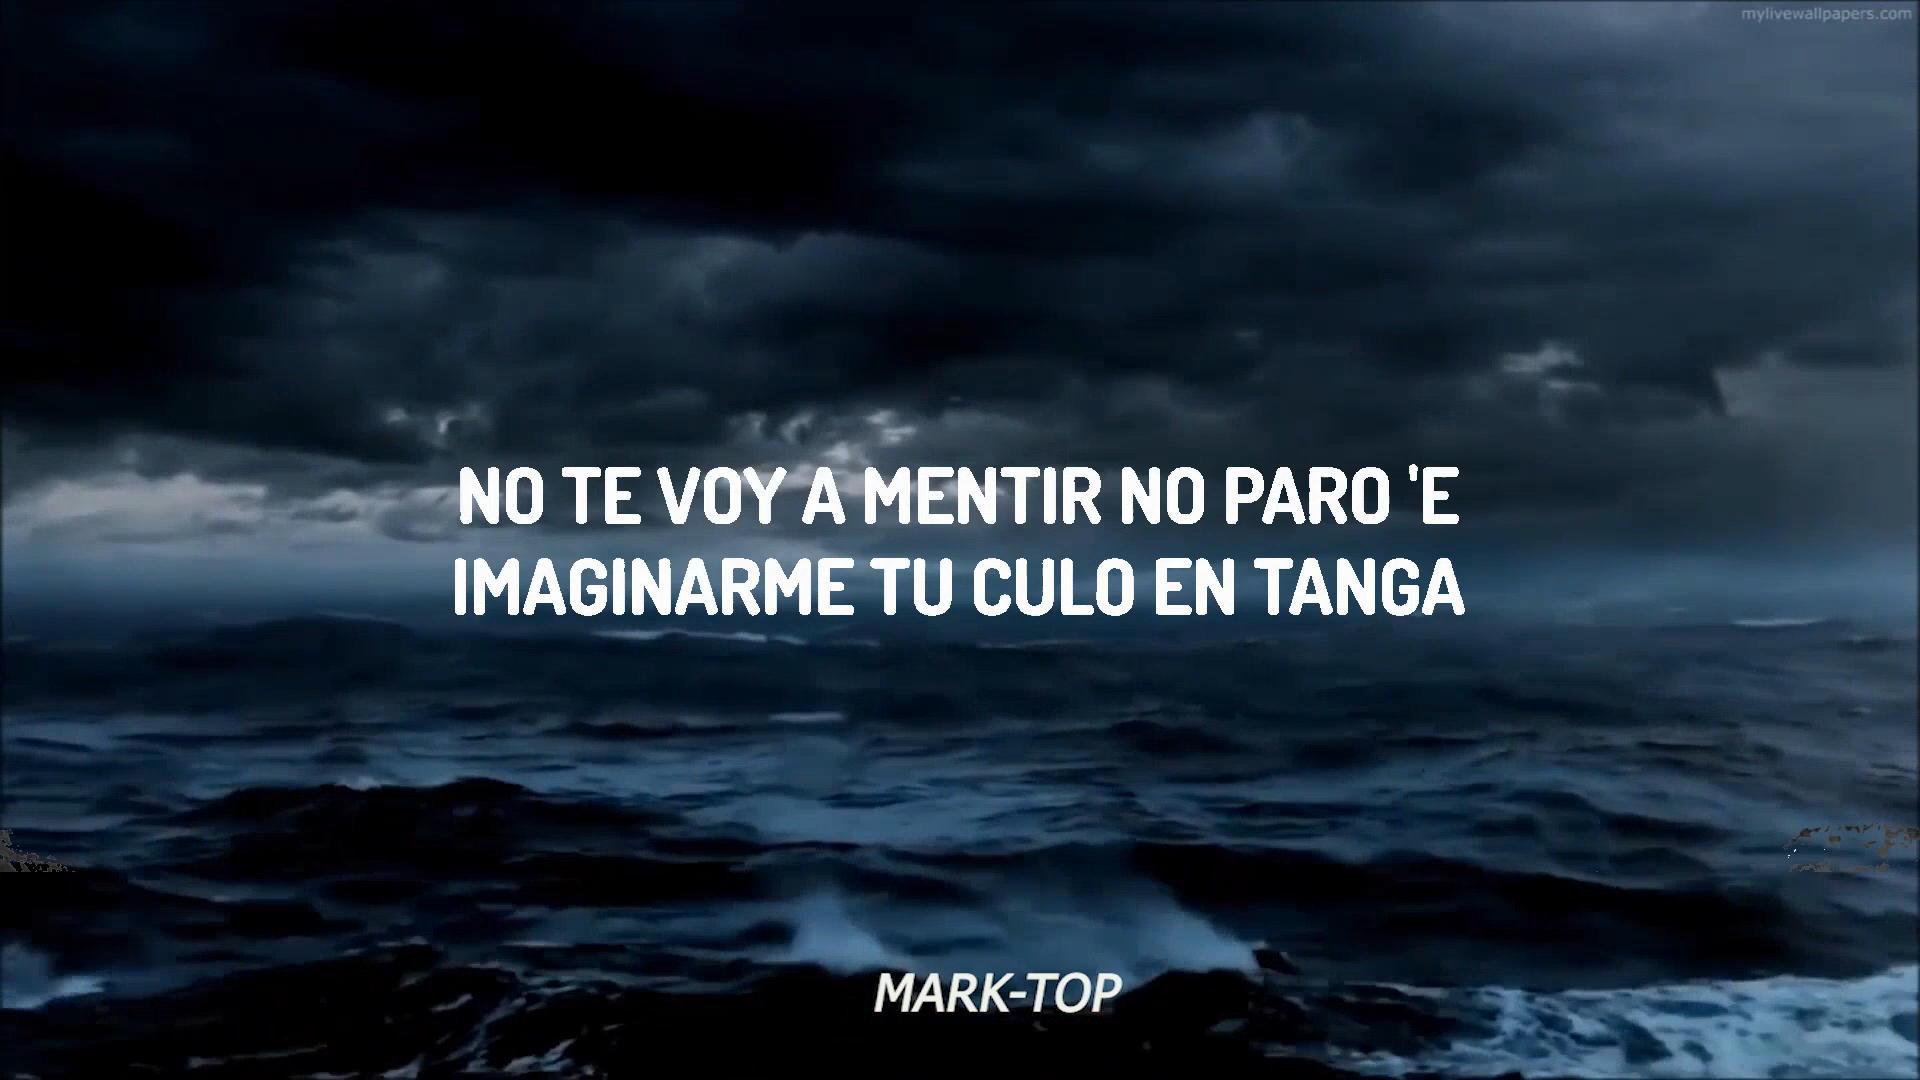 mylivewallpapers.com
NO TE VOY A MENTIR NO PARO 'E
IMAGINARME TU CULO EN TANGA
MARK-TOP